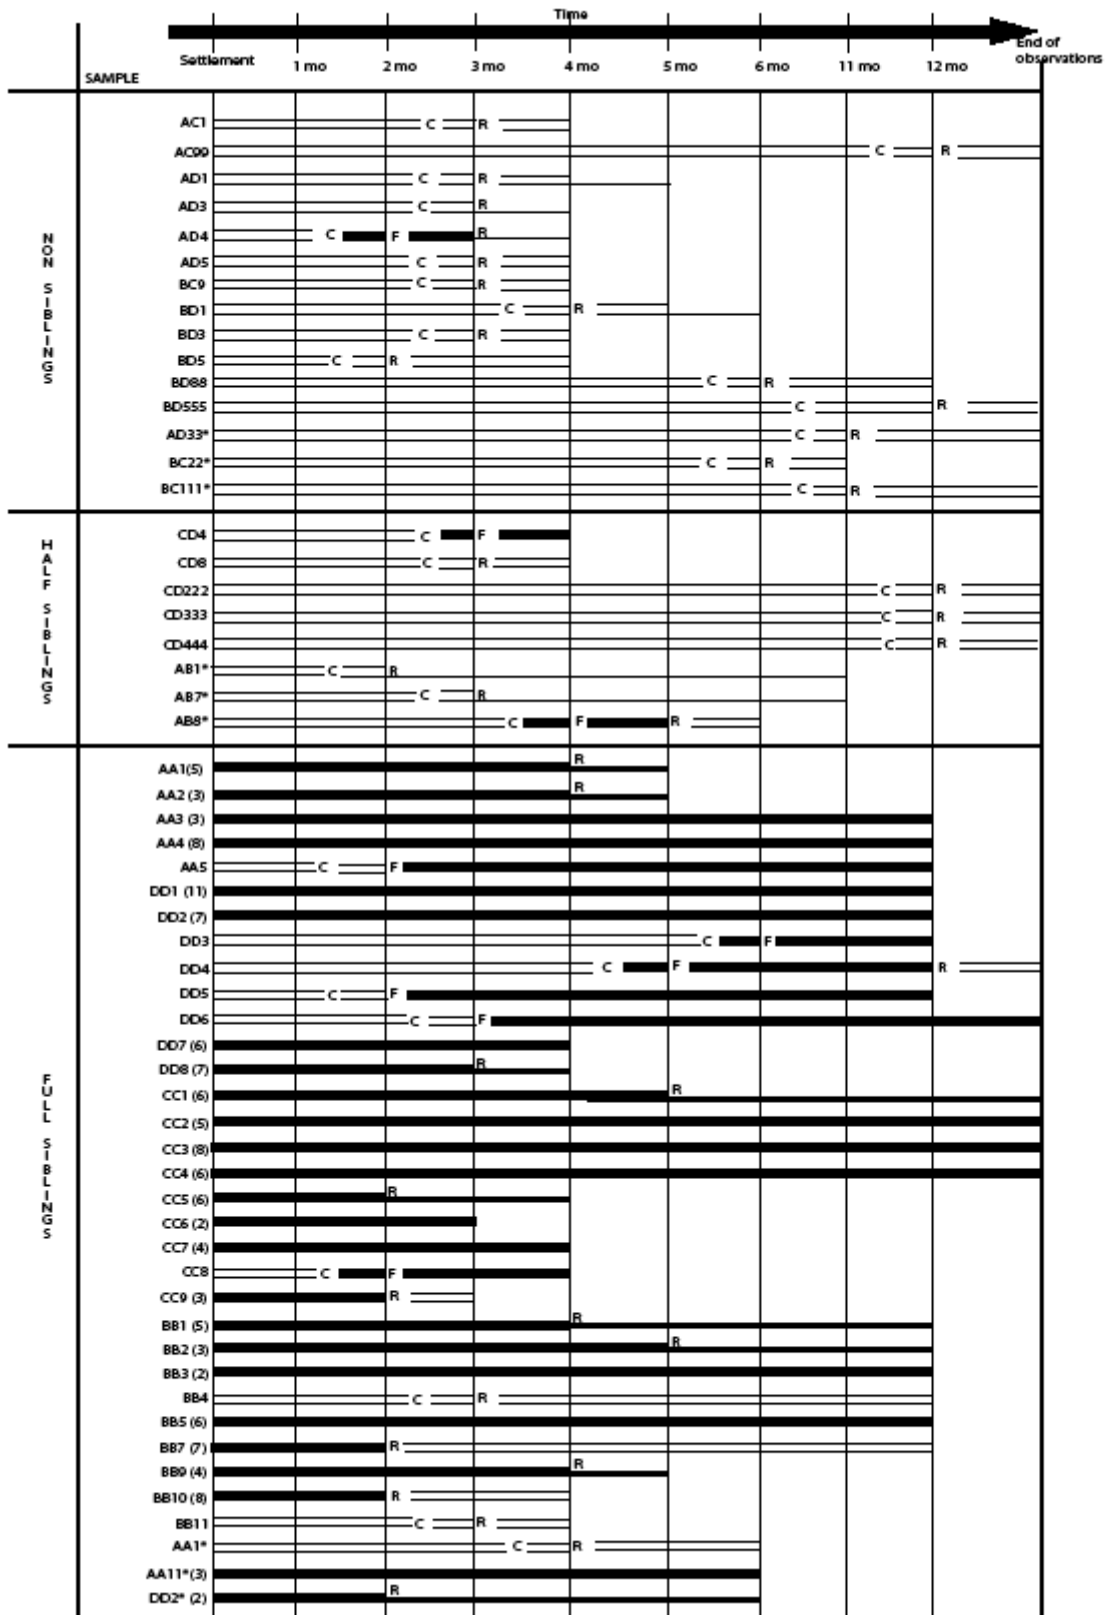 Time
Settlement 1 mo 2 mo 3 mo 4 mo 5 mo 6 mo 11 mo 12 mo End of observations
SAMPLE
NON SIBLINGS
AC1 C R
AC99 C R
AD1 C R
AD3 C R
AD4 C F R
AD5 C R
BC9 C R
BD1 C R
BD3 C R
BD5 C R
BD88 C R
BD555 C R
AD33* C R
BC22* C R
BC111* C R
HALF SIBLINGS
CD4 C F
CD8 C R
CD222 C R
CD333 C R
CD444 C R
AB1* C R
AB7* C R
AB8* C F R
FULL SIBLINGS
AA1(5) R
AA2 (3) R
AA3 (3)
AA4 (8)
AA5 C F
DD1 (11)
DD2 (7)
DD3 C F
DD4 C F R
DD5 C F
DD6 C F
DD7 (6)
DD8 (7) R
CC1 (6) R
CC2 (5)
CC3 (8)
CC4 (6)
CC5 (6) R
CC6 (2)
CC7 (4)
CC8 C F
CC9 (3) R
BB1 (5) R
BB2 (3) R
BB3 (2)
BB4 C R
BB5 (6)
BB7 (7) R
BB9 (4) R
BB10 (8) R
BB11 C R
AA1* C R
AA11*(3)
DD2* (2) R